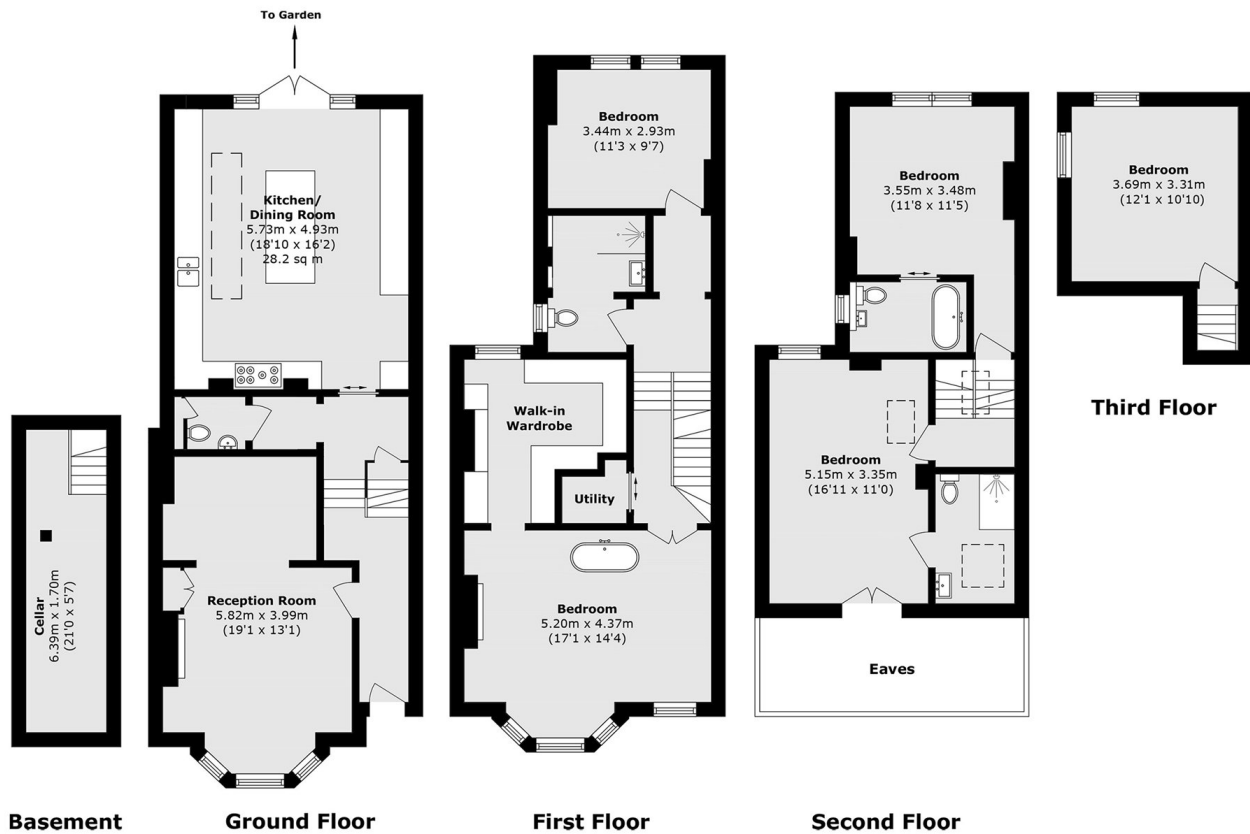 To Garden
Kitchen/
Dining Room
5.73m x 4.93m
(18'10 x 16'2)
28.2 sq m
Reception Room
5.82m x 3.99m
(19'1 x 13'1)
Cellar
6.39m x 1.70m
(21'0 x 5'7)
Bedroom
3.44m x 2.93m
(11'3 x 9'7)
Walk-in
Wardrobe
Utility
Bedroom
5.20m x 4.37m
(17'1 x 14'4)
Bedroom
3.55m x 3.48m
(11'8 x 11'5)
Bedroom
5.15m x 3.35m
(16'11 x 11'0)
Eaves
Bedroom
3.69m x 3.31m
(12'1 x 10'10)
Third Floor
Basement
Ground Floor
First Floor
Second Floor